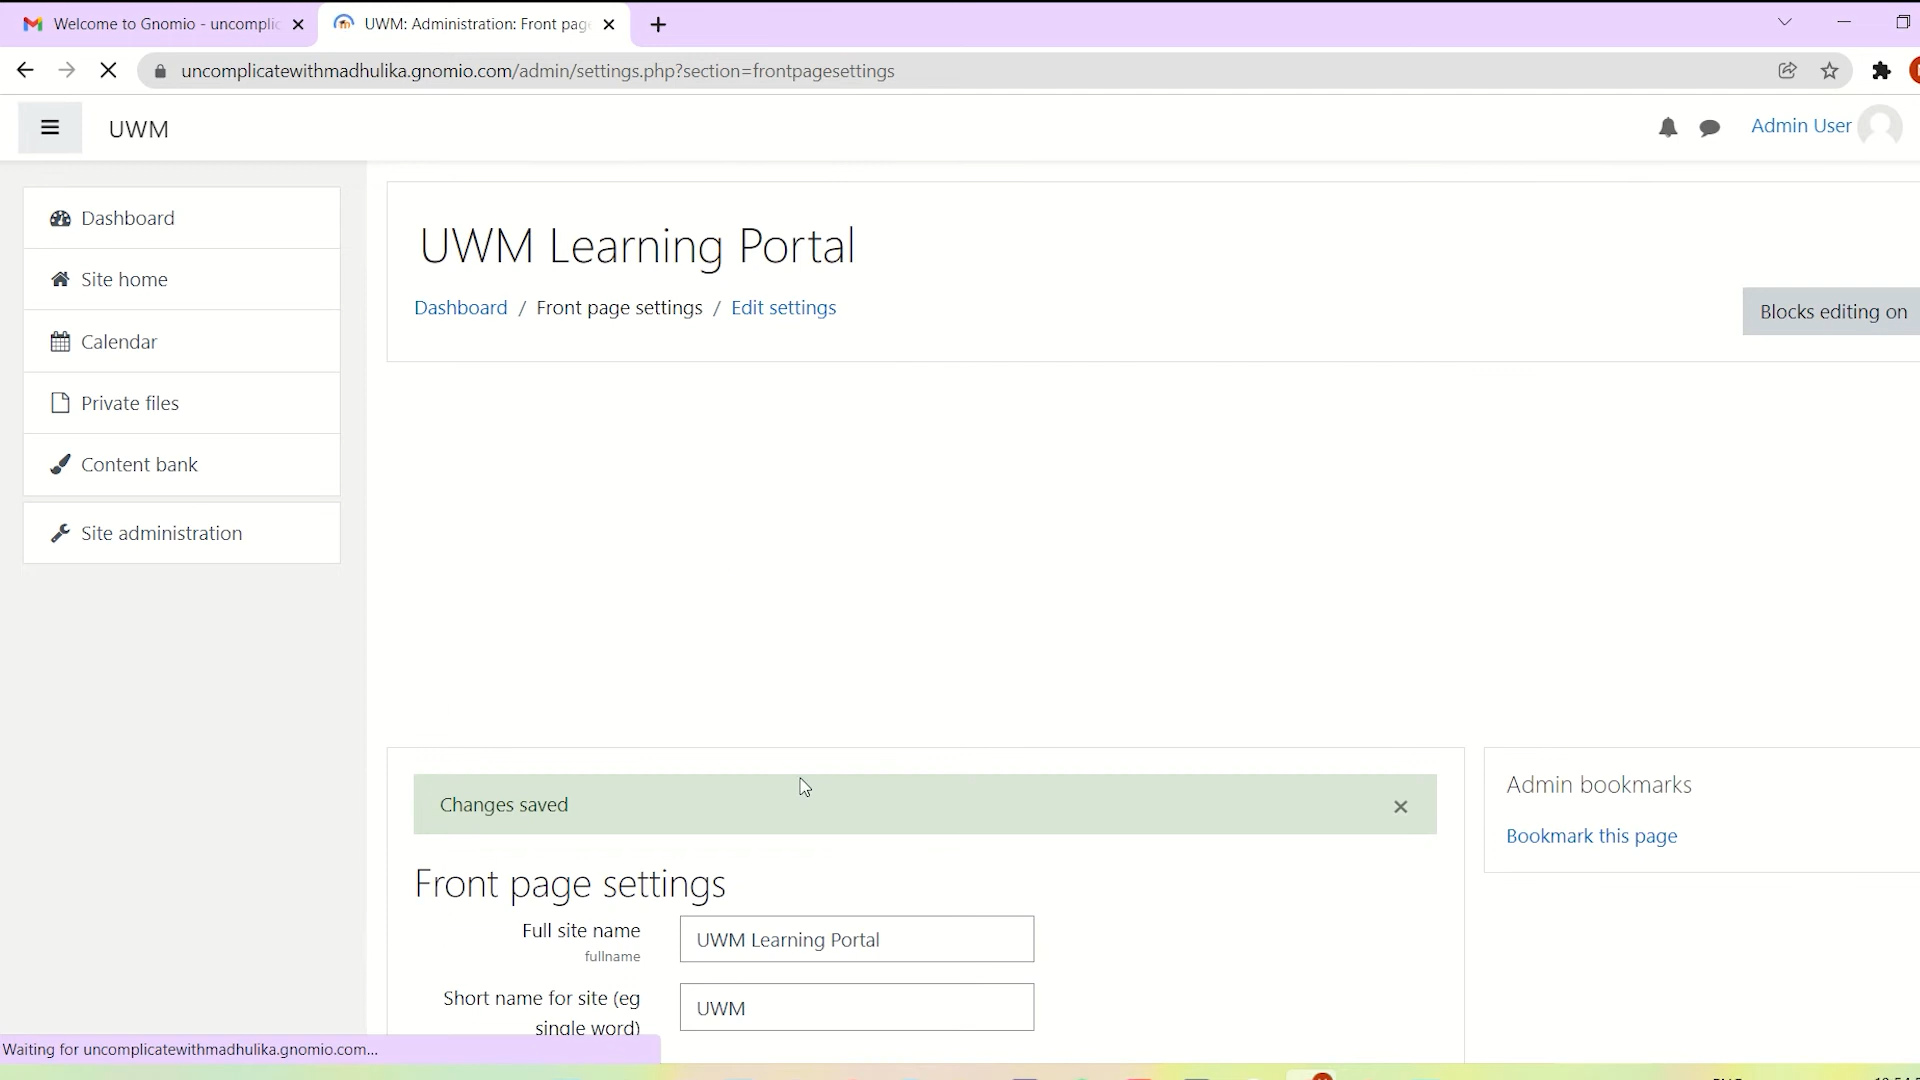 Welcome to Gnomio - uncomplic
UWM: Administration: Front page
uncomplicatewithmadhulika.gnomio.com/admin/settings.php?section=frontpagesettings
UWM
Admin User
Dashboard
Site home
Calendar
Private files
Content bank
Site administration
UWM Learning Portal
Dashboard / Front page settings / Edit settings
Blocks editing on
Changes saved
Admin bookmarks
Bookmark this page
Front page settings
Full site name
fullname
UWM Learning Portal
Short name for site (eg
single word)
UWM
Waiting for uncomplicatewithmadhulika.gnomio.com...